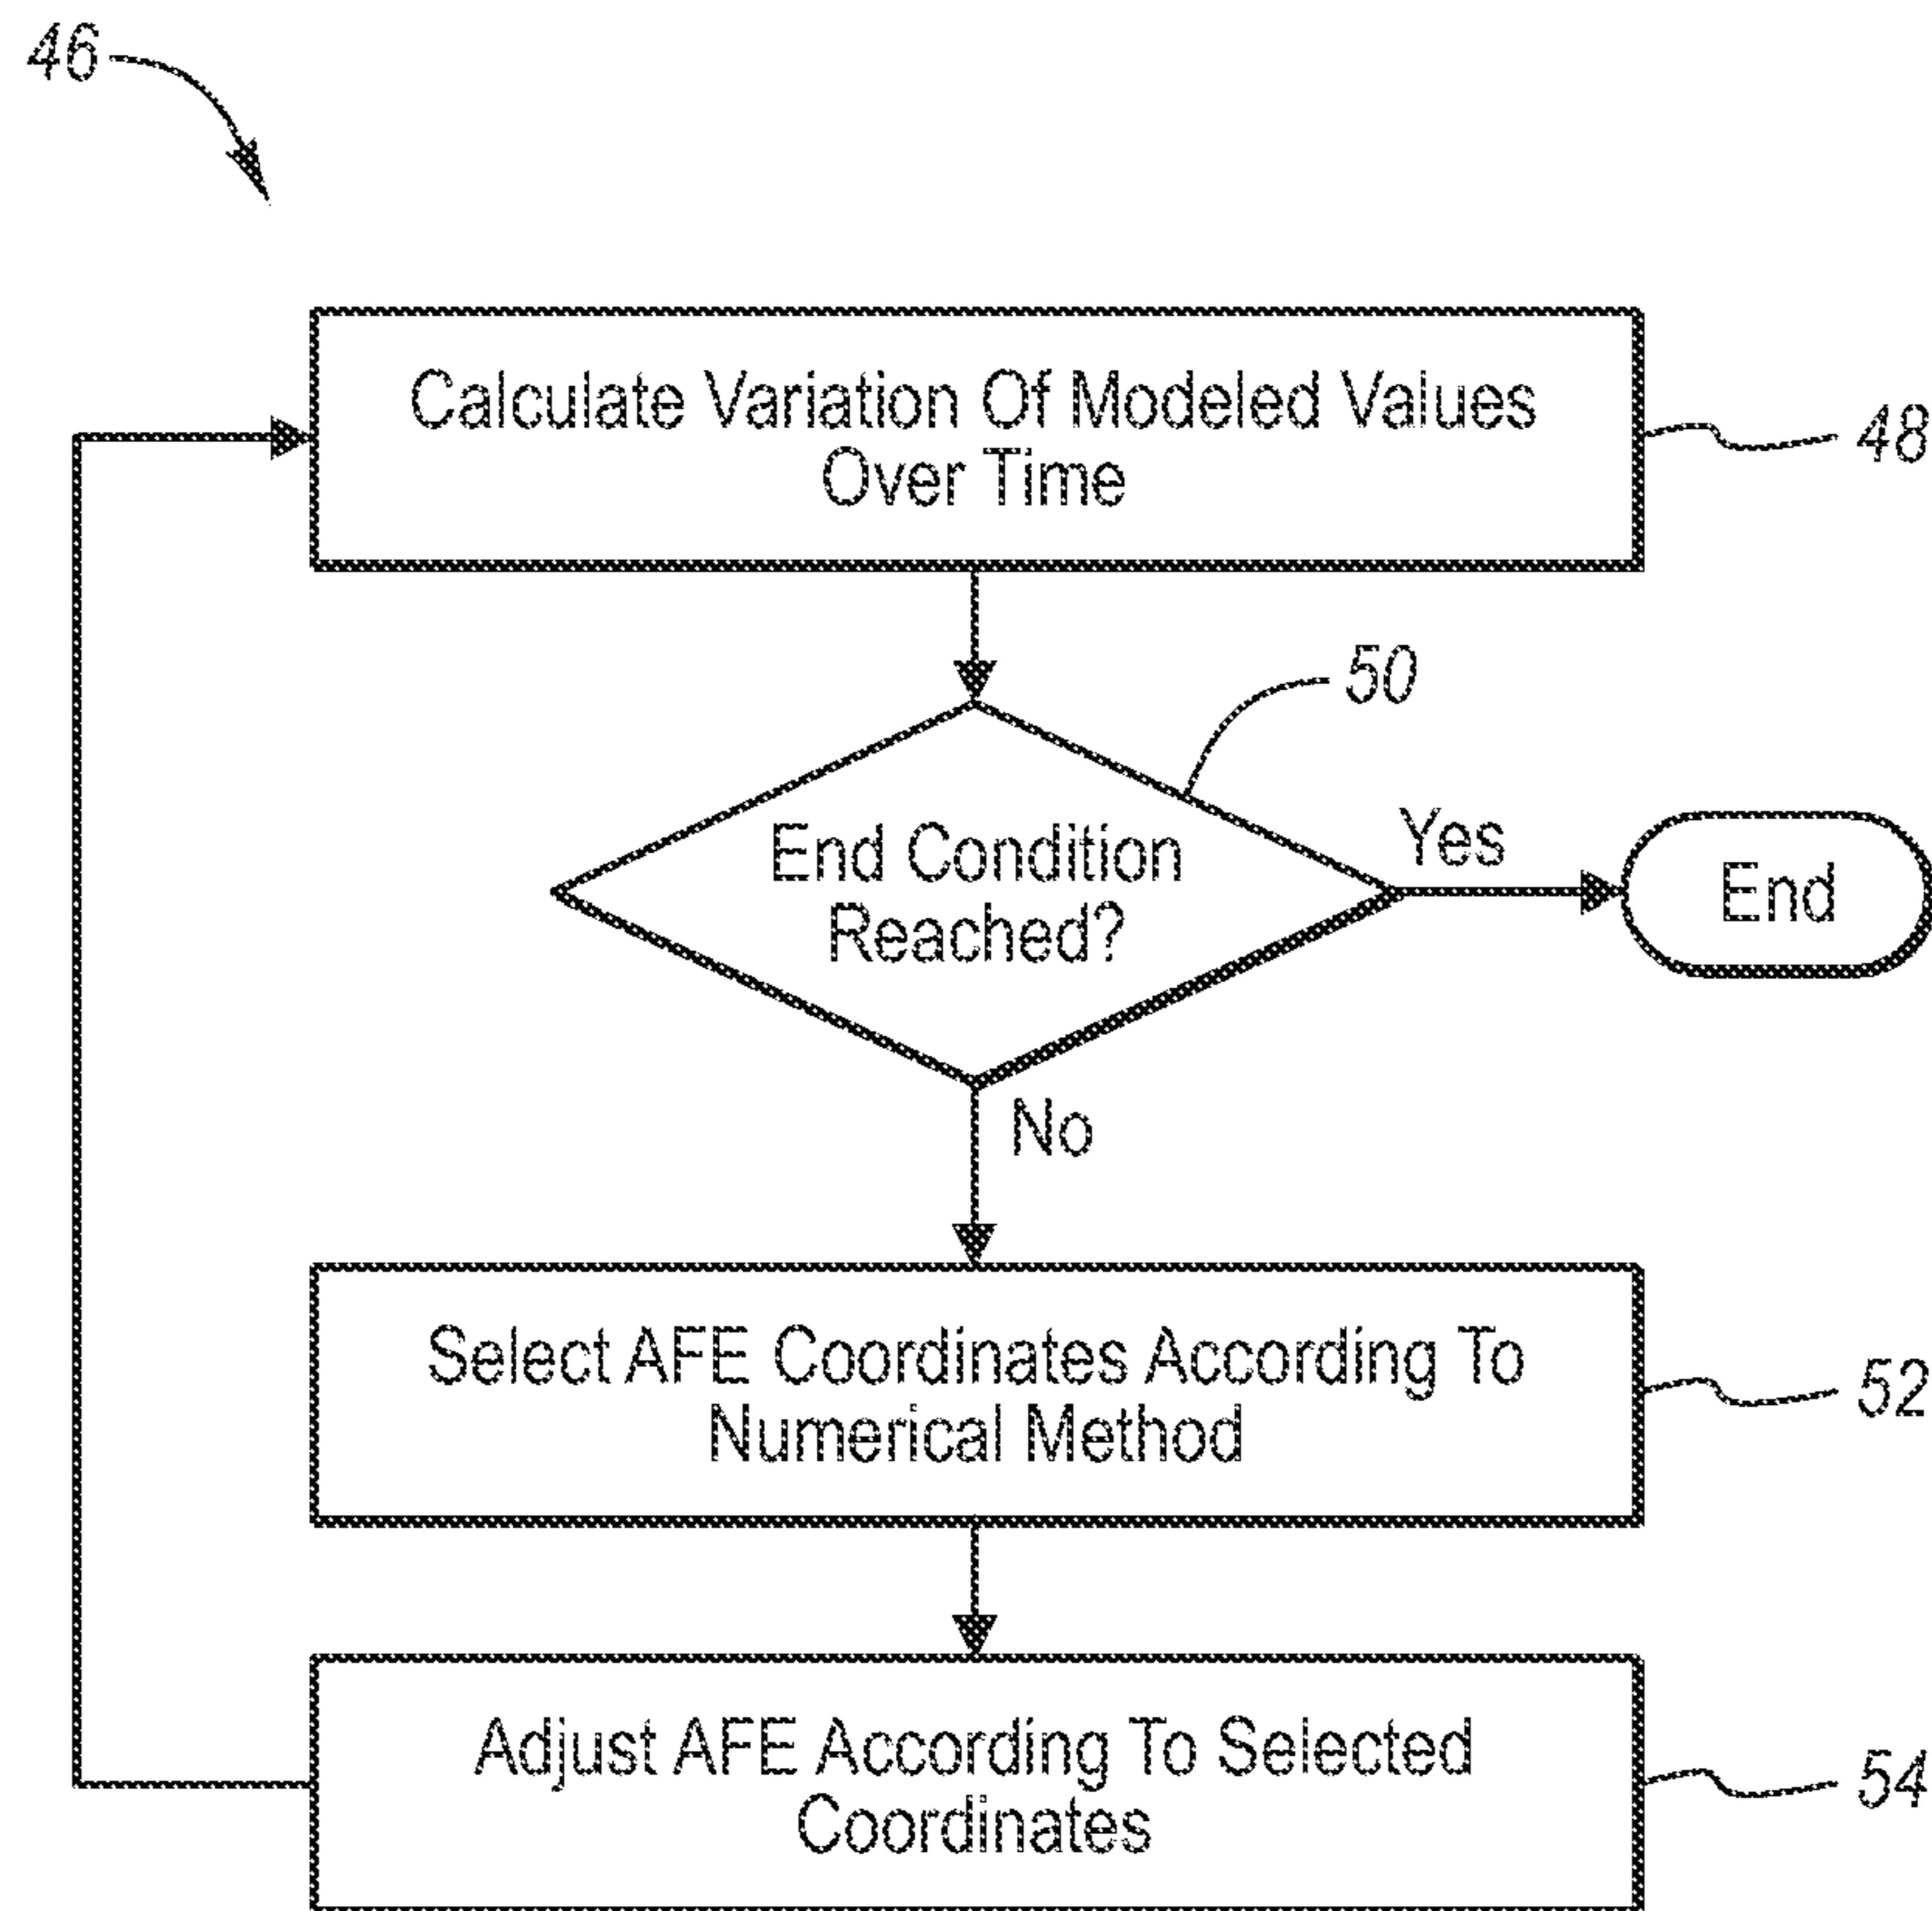 46
Calculate Variation Of Modeled Values
Over Time
48
50
End Condition
Reached?
Yes
End
No
Select AFE Coordinates According To
Numerical Method
52
Adjust AFE According To Selected
Coordinates
54